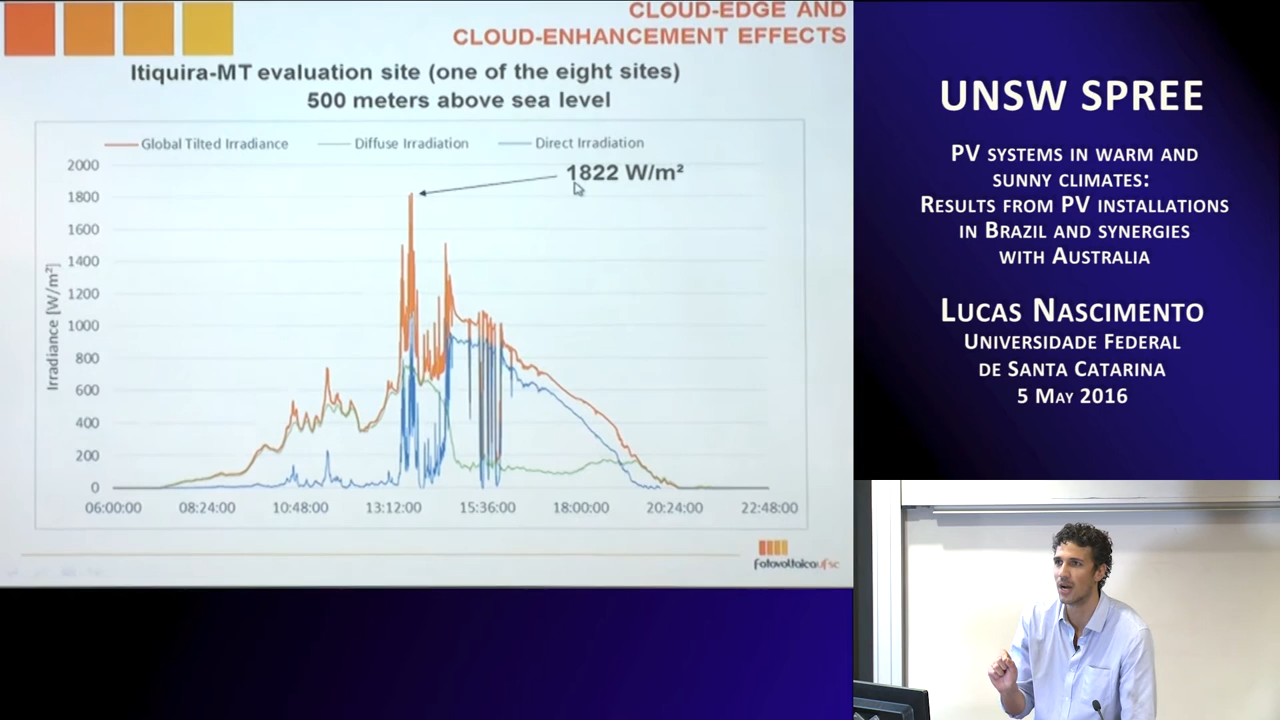 CLOUD-EDGE AND
CLOUD-ENHANCEMENT EFFECTS
Itiquira-MT evaluation site (one of the eight sites)
500 meters above sea level
Global Tilted Irradiance
Diffuse Irradiation
Direct Irradiation
1822 W/m²
Irradiance [W/m²]
2000
1800
1600
1400
1200
1000
800
600
400
200
0
06:00:00
08:24:00
10:48:00
13:12:00
15:36:00
18:00:00
20:24:00
22:48:00
fotovoltaicaufsc
UNSW SPREE
PV SYSTEMS IN WARM AND
SUNNY CLIMATES:
RESULTS FROM PV INSTALLATIONS
IN BRAZIL AND SYNERGIES
WITH AUSTRALIA
LUCAS NASCIMENTO
UNIVERSIDADE FEDERAL
DE SANTA CATARINA
5 MAY 2016